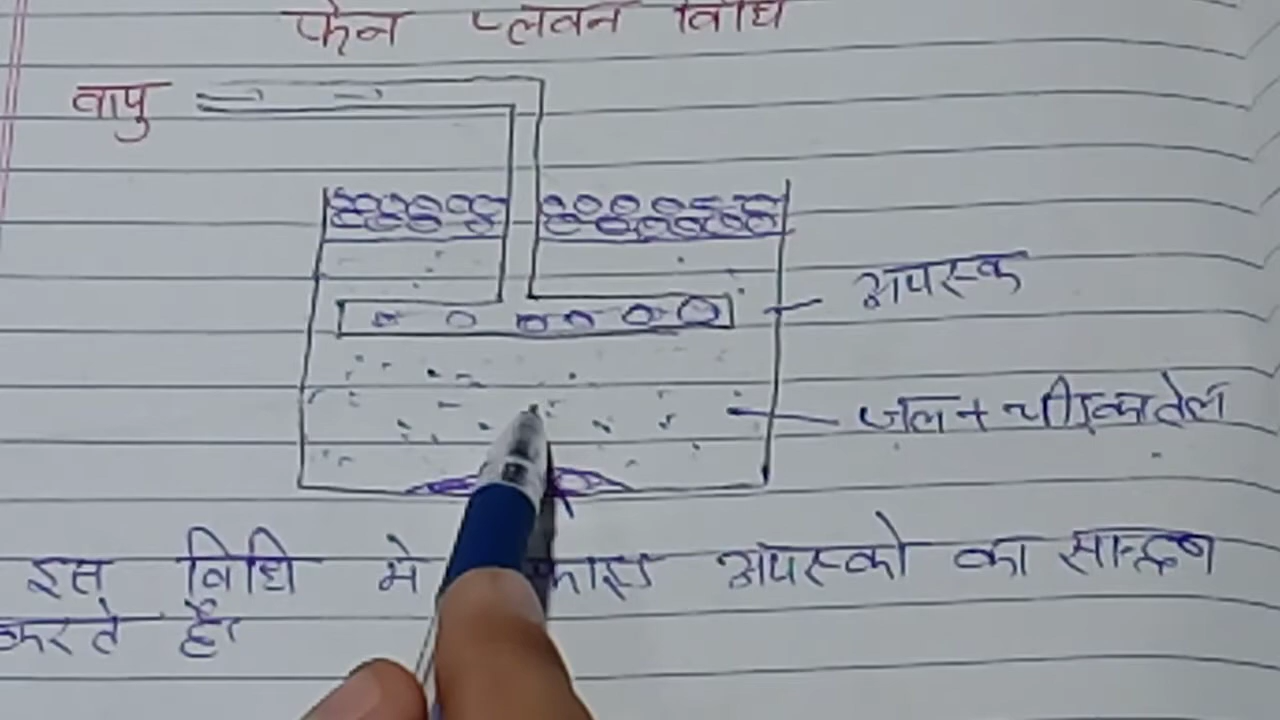 फेन प्लवन विधि
वायु
अयस्क
जल + चीड़ का तेल
इस विधि मे अयस्को का सान्द्रण
करते है।